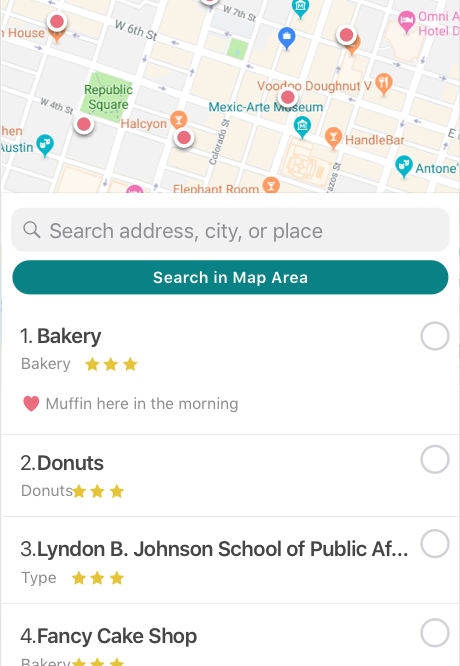 Omni A
Hotel D
W 7th St
n House
W 6th St
Voodoo Doughnut V
Republic
Square
Mexic-Arte Museum
W 4th St
Halcyon
Colorado St
hen
Austin
HandleBar
E
Antone'
Elephant Room
razos St
Search address, city, or place
Search in Map Area
1. Bakery
Bakery
Muffin here in the morning
2.Donuts
Donuts
3.Lyndon B. Johnson School of Public Af...
Type
4.Fancy Cake Shop
Bakery